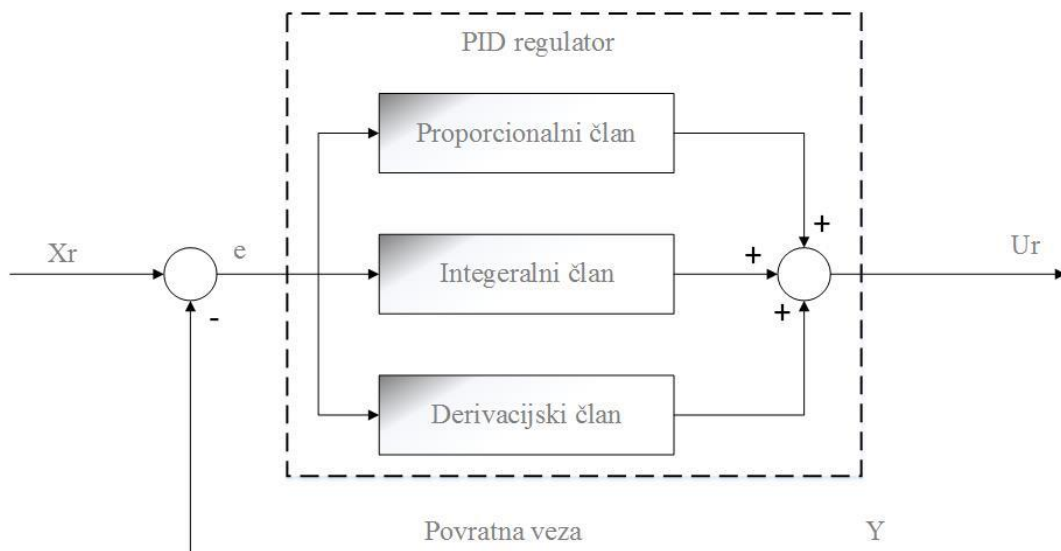 PID regulator
Proporcionalni član
+
Xr
e
+
Ur
Integeralni član
-
+
Derivacijski član
Povratna veza
Y